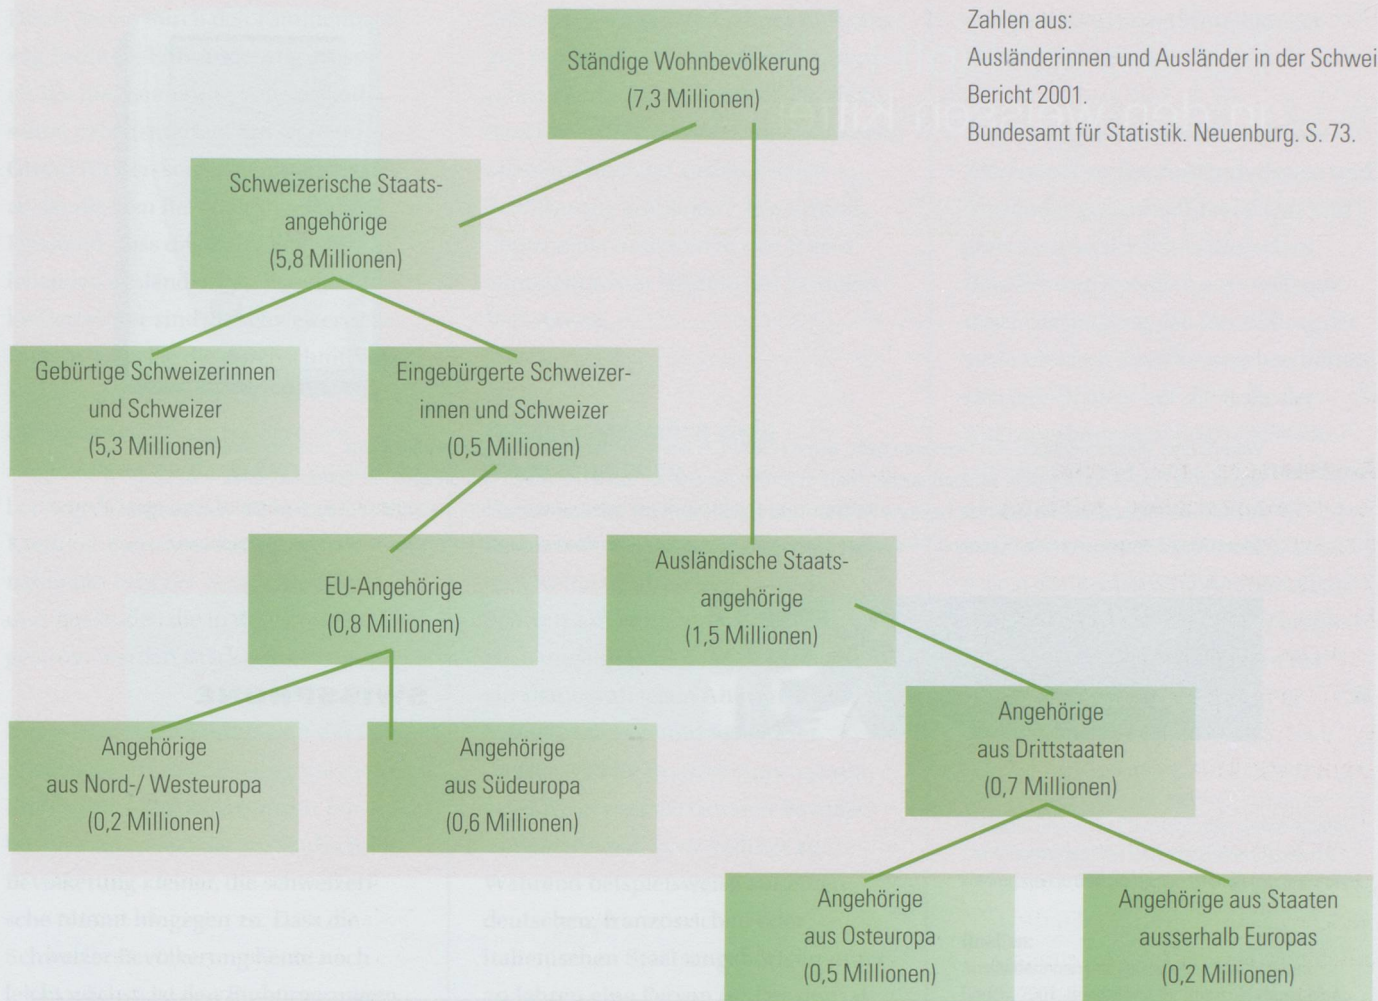 Zahlen aus:
Ausländerinnen und Ausländer in der Schwei
Bericht 2001.
Bundesamt für Statistik. Neuenburg. S. 73.
Ständige Wohnbevölkerung
(7,3 Millionen)
Schweizerische Staats-
angehörige
(5,8 Millionen)
Gebürtige Schweizerinnen
und Schweizer
(5,3 Millionen)
Eingebürgerte Schweizer-
innen und Schweizer
(0,5 Millionen)
EU-Angehörige
(0,8 Millionen)
Ausländische Staats-
angehörige
(1,5 Millionen)
Angehörige
aus Nord-/ Westeuropa
(0,2 Millionen)
Angehörige
aus Südeuropa
(0,6 Millionen)
Angehörige
aus Drittstaaten
(0,7 Millionen)
Angehörige
aus Osteuropa
(0,5 Millionen)
Angehörige aus Staaten
ausserhalb Europas
(0,2 Millionen)